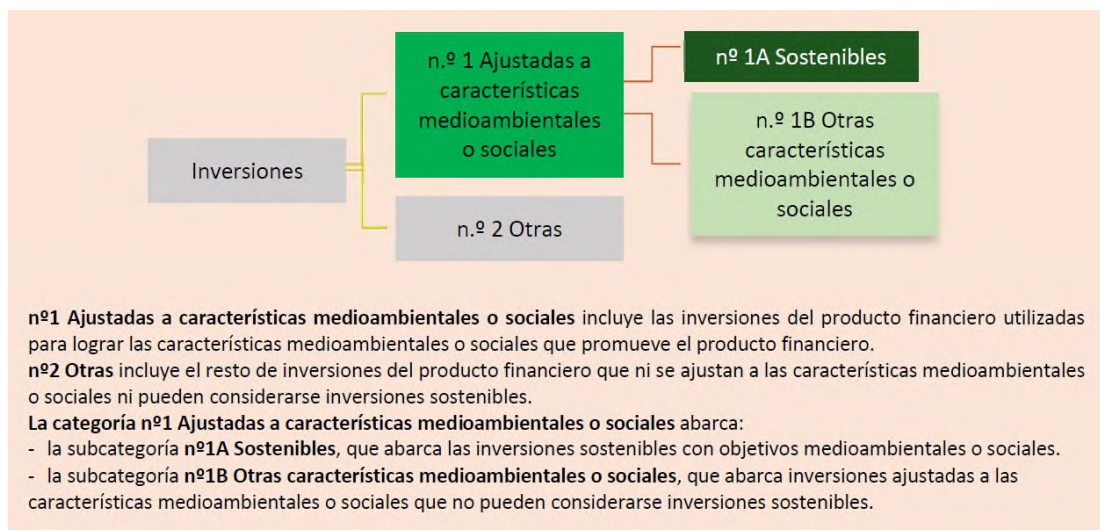 n.º 1 Ajustadas a
características
medioambientales
o sociales
nº 1A Sostenibles
n.º 1B Otras
características
medioambientales o
sociales
Inversiones
n.º 2 Otras
nº1 Ajustadas a características medioambientales o sociales incluye las inversiones del producto financiero utilizadas
para lograr las características medioambientales o sociales que promueve el producto financiero.
nº2 Otras incluye el resto de inversiones del producto financiero que ni se ajustan a las características medioambientales
o sociales ni pueden considerarse inversiones sostenibles.
La categoría nº1 Ajustadas a características medioambientales o sociales abarca:
- la subcategoría nº1A Sostenibles, que abarca las inversiones sostenibles con objetivos medioambientales o sociales.
- la subcategoría nº1B Otras características medioambientales o sociales, que abarca inversiones ajustadas a las
características medioambientales o sociales que no pueden considerarse inversiones sostenibles.